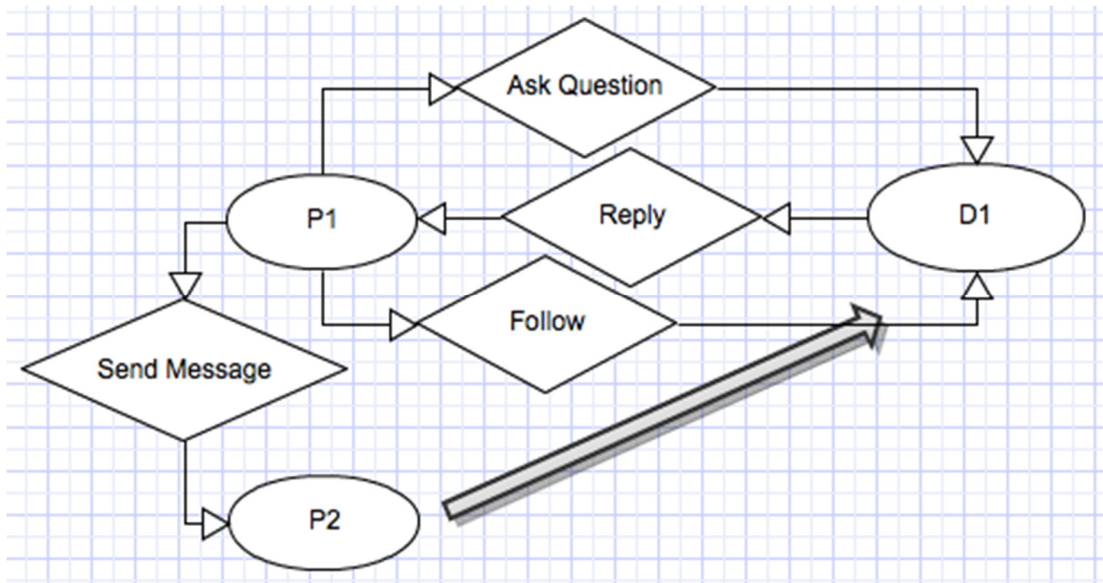 Ask Question
P1
Reply
D1
Follow
Send Message
P2